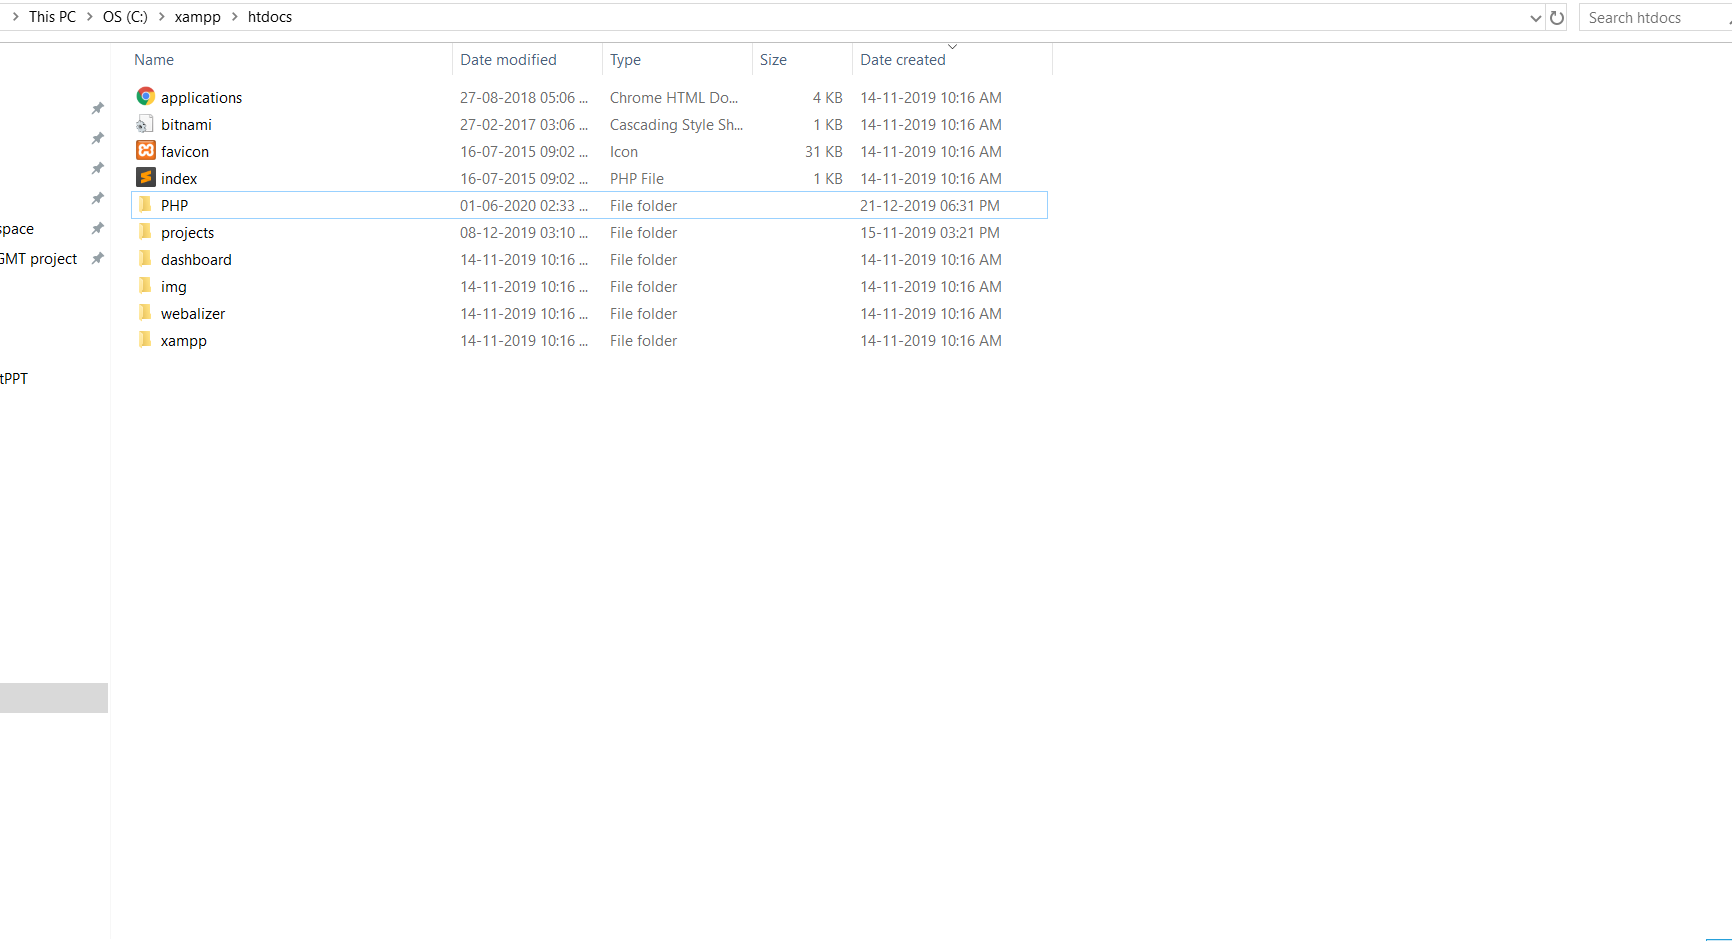 This PC > OS (C:) > xampp > htdocs Search htdocs
Name Date modified Type Size Date created
applications 27-08-2018 05:06 ... Chrome HTML Do... 4 KB 14-11-2019 10:16 AM
bitnami 27-02-2017 03:06 ... Cascading Style Sh... 1 KB 14-11-2019 10:16 AM
favicon 16-07-2015 09:02 ... Icon 31 KB 14-11-2019 10:16 AM
index 16-07-2015 09:02 ... PHP File 1 KB 14-11-2019 10:16 AM
PHP 01-06-2020 02:33 ... File folder 21-12-2019 06:31 PM
projects 08-12-2019 03:10 ... File folder 15-11-2019 03:21 PM
dashboard 14-11-2019 10:16 ... File folder 14-11-2019 10:16 AM
img 14-11-2019 10:16 ... File folder 14-11-2019 10:16 AM
webalizer 14-11-2019 10:16 ... File folder 14-11-2019 10:16 AM
xampp 14-11-2019 10:16 ... File folder 14-11-2019 10:16 AM
space
GMT project
tPPT